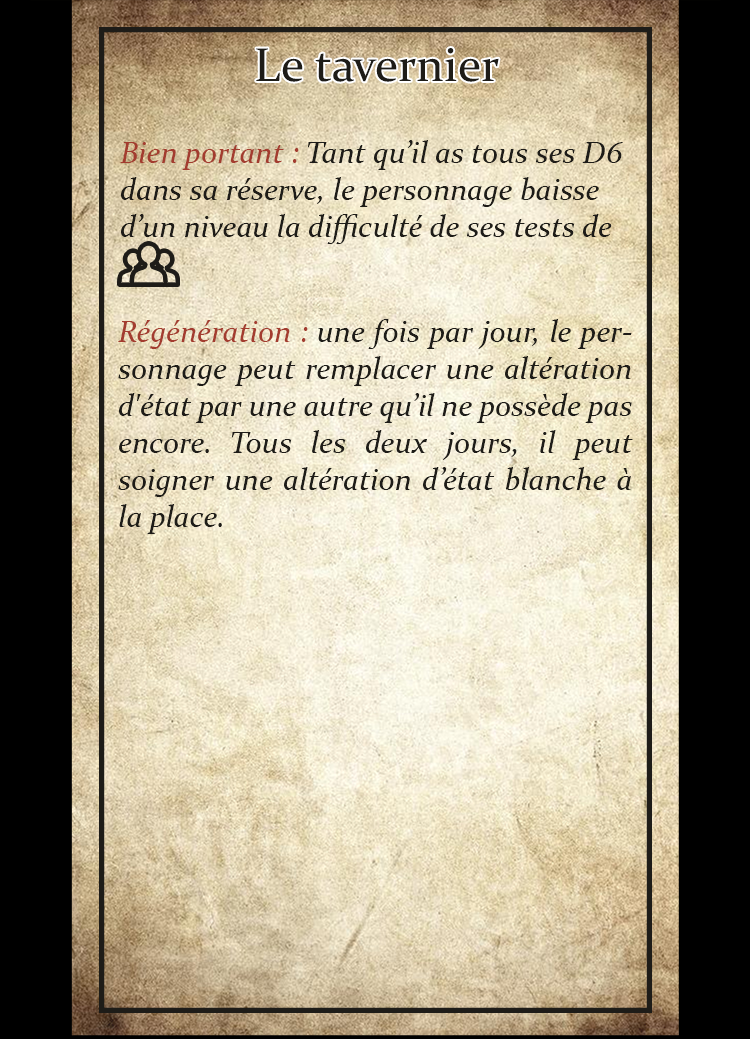 Le tavernier
Bien portant : Tant qu’il as tous ses D6
dans sa réserve, le personnage baisse
d’un niveau la difficulté de ses tests de
Régénération : une fois par jour, le per-
sonnage peut remplacer une altération
d'état par une autre qu’il ne possède pas
encore. Tous les deux jours, il peut
soigner une altération d’état blanche à
la place.